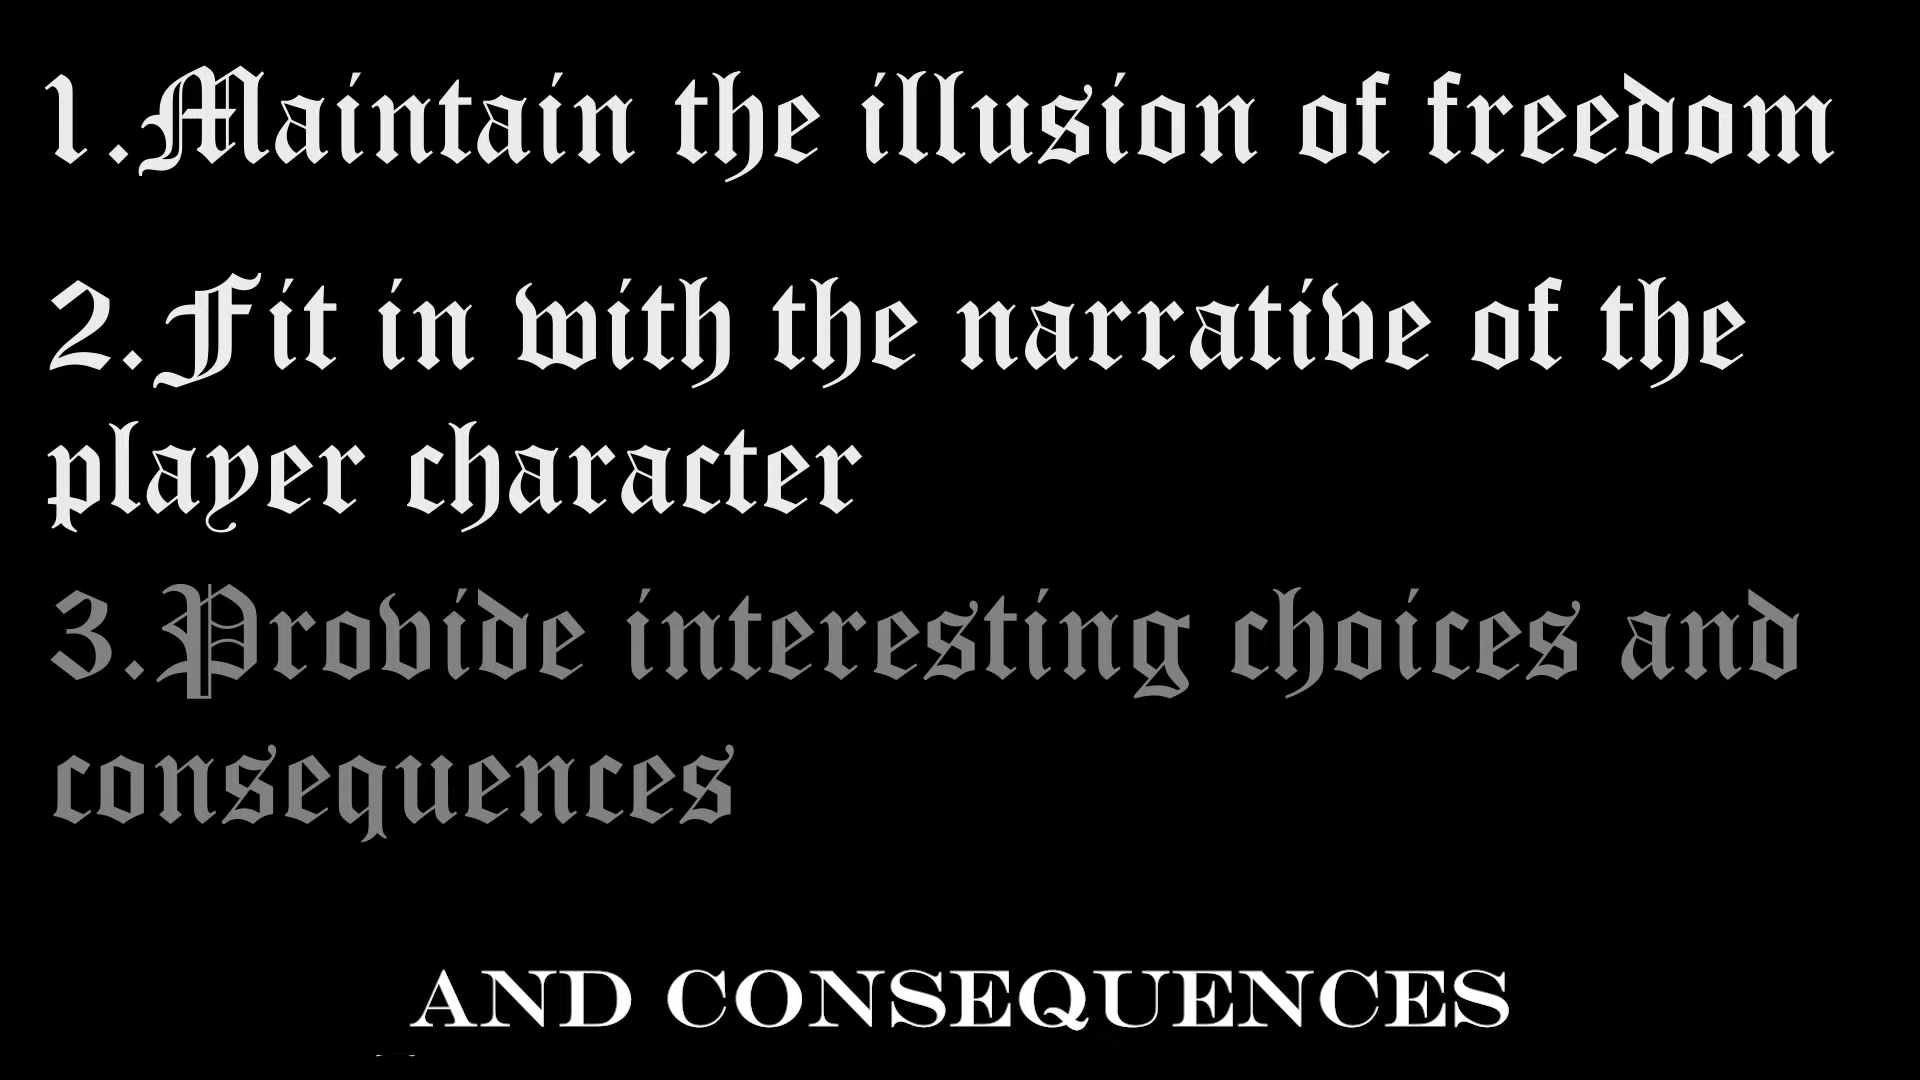 1.Maintain the illusion of freedom
2.Fit in with the narrative of the
player character
3.Provide interesting choices and
consequences
AND CONSEQUENCES